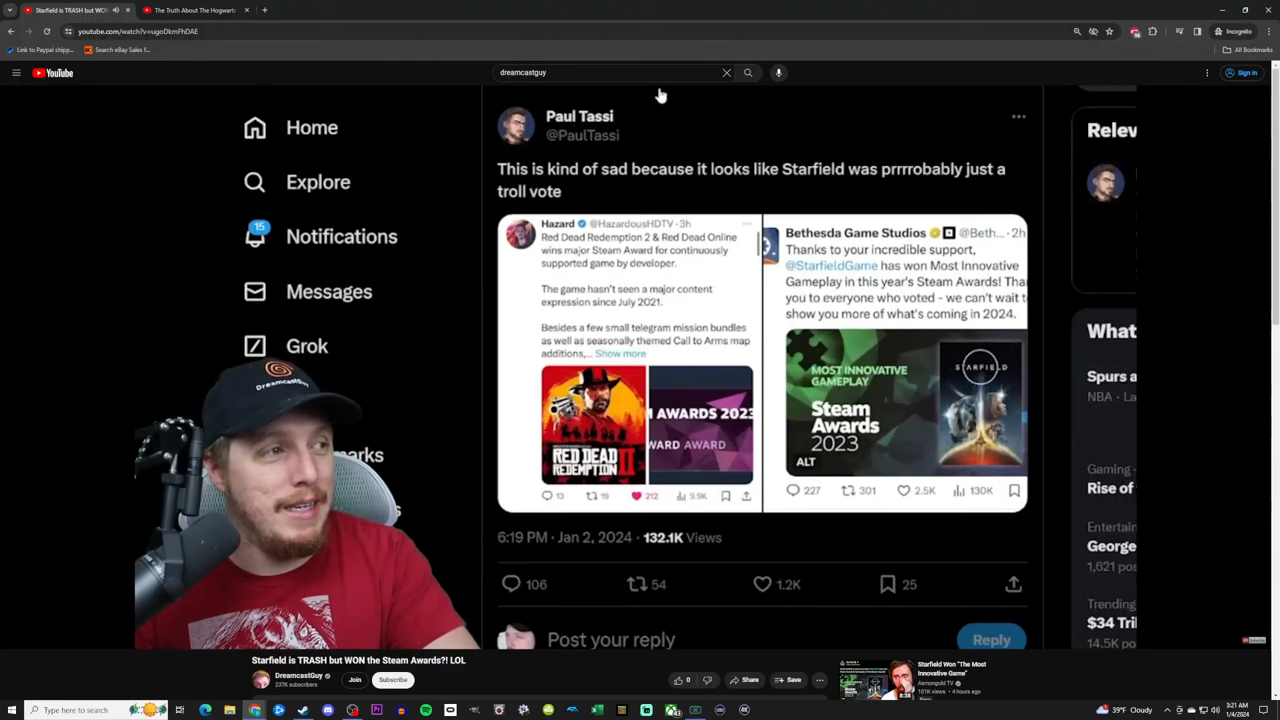 Starfield is TRASH but WON
The Truth About The Hogwarts
youtube.com/watch?v=ugoDkmFhDAE
Incognito
Link to Paypal shipp...
Search eBay Sales f...
All Bookmarks
YouTube
dreamcastguy
Sign in
Home
Explore
15
Notifications
Messages
Grok
Paul Tassi
@PaulTassi
This is kind of sad because it looks like Starfield was prrrobably just a
troll vote
Hazard @HazardousHDTV · 3h
Red Dead Redemption 2 & Red Dead Online
wins major Steam Award for continuously
supported game by developer.
The game hasn't seen a major content
expression since July 2021.
Besides a few small telegram mission bundles
as well as seasonally themed Call to Arms map
additions,... Show more
RED DEAD
REDEMPTION II
M AWARDS 2023
WARD AWARD
13
19
212
9.9K
Bethesda Game Studios @Beth... · 2h
Thanks to your incredible support,
@StarfieldGame has won Most Innovative
Gameplay in this year's Steam Awards! Than
you to everyone who voted - we can't wait t
show you more of what's coming in 2024.
MOST INNOVATIVE
GAMEPLAY
Steam
Awards
2023
STARFIELD
ALT
227
301
2.5K
130K
6:19 PM · Jan 2, 2024 · 132.1K Views
106
54
1.2K
25
Post your reply
Reply
Relev
What's
Spurs a
NBA · La
Gaming ·
Rise of
Entertain
George
1,621 pos
Trending
$34 Tril
14.5K po
DreamcastGuy
marks
Starfield is TRASH but WON the Steam Awards?! LOL
DreamcastGuy
237K subscribers
Join
Subscribe
0
Share
Save
8:38
Starfield Won "The Most
Innovative Game"
Asmongold TV
101K views · 4 hours ago
Type here to search
39°F Cloudy
3:21 AM
1/4/2024